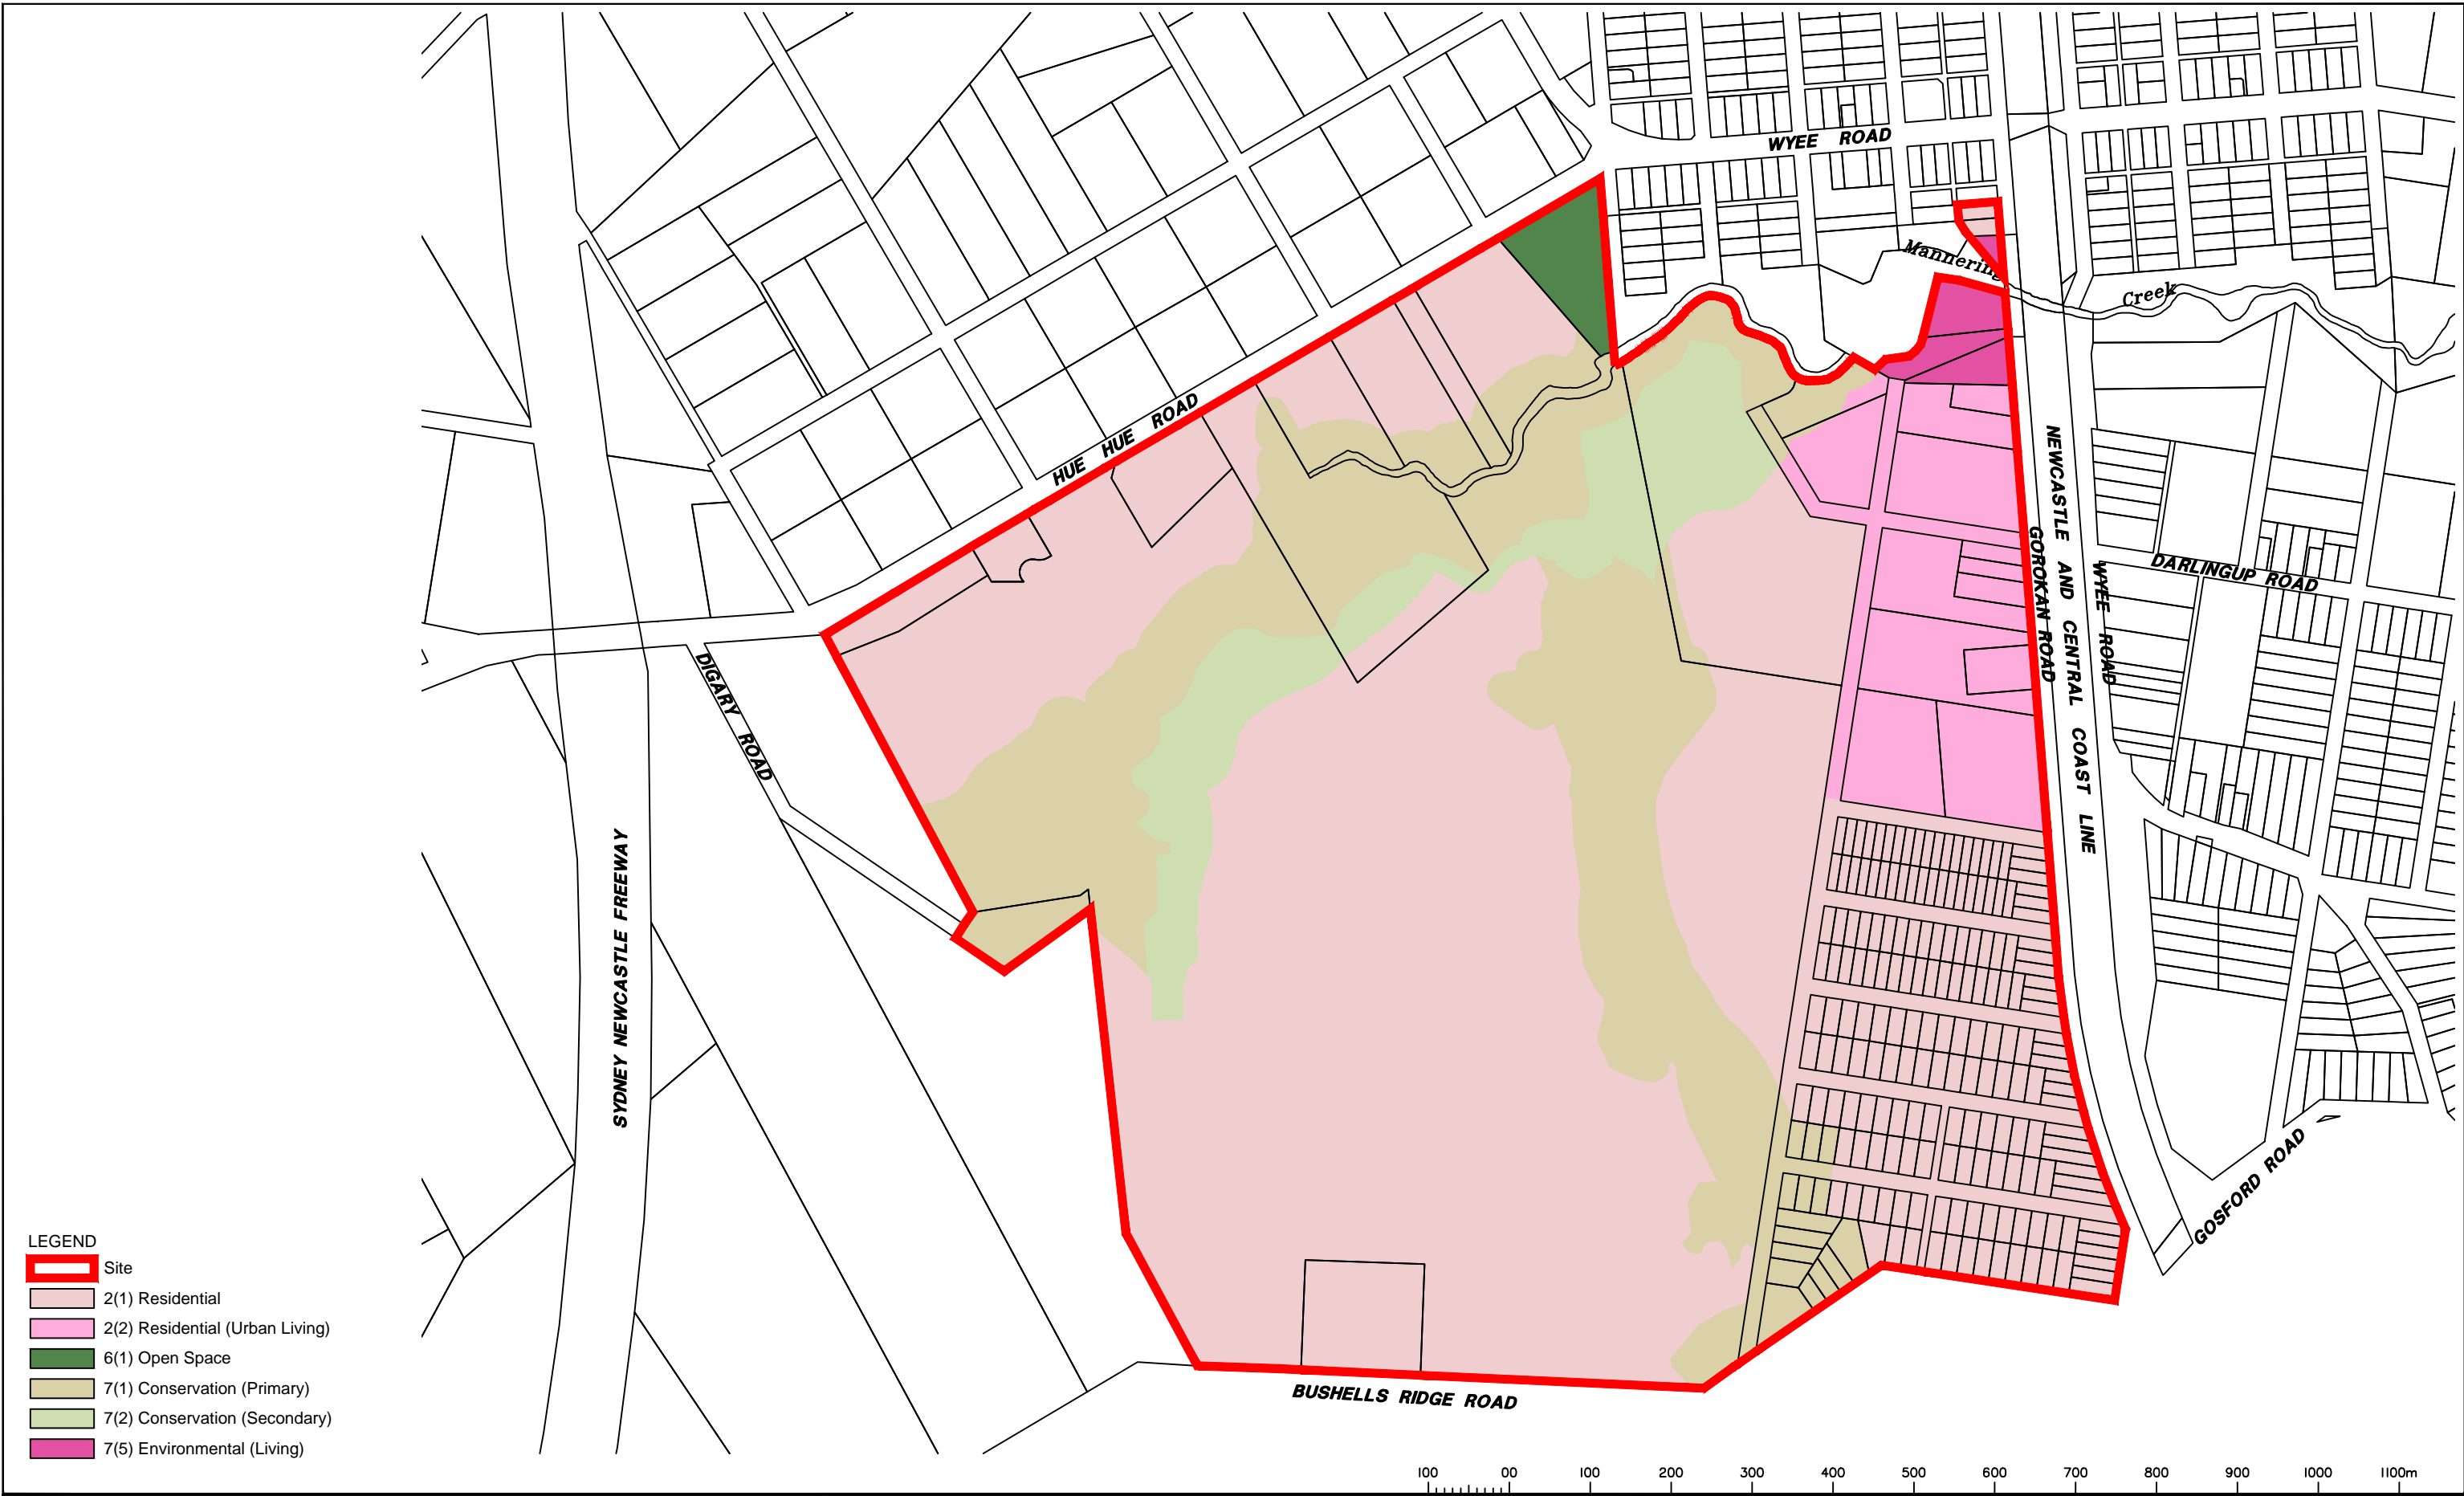 WYEE ROAD
Mannering
Creek
HUE HUE ROAD
NEWCASTLE AND CENTRAL COAST LINE
GOROKAN ROAD
WYEE ROAD
DARLINGUP ROAD
DIGARY ROAD
SYDNEY NEWCASTLE FREEWAY
GOSFORD ROAD
BUSHELLS RIDGE ROAD
LEGEND
Site
2(1) Residential
2(2) Residential (Urban Living)
6(1) Open Space
7(1) Conservation (Primary)
7(2) Conservation (Secondary)
7(5) Environmental (Living)
100 00 100 200 300 400 500 600 700 800 900 1000 1100m